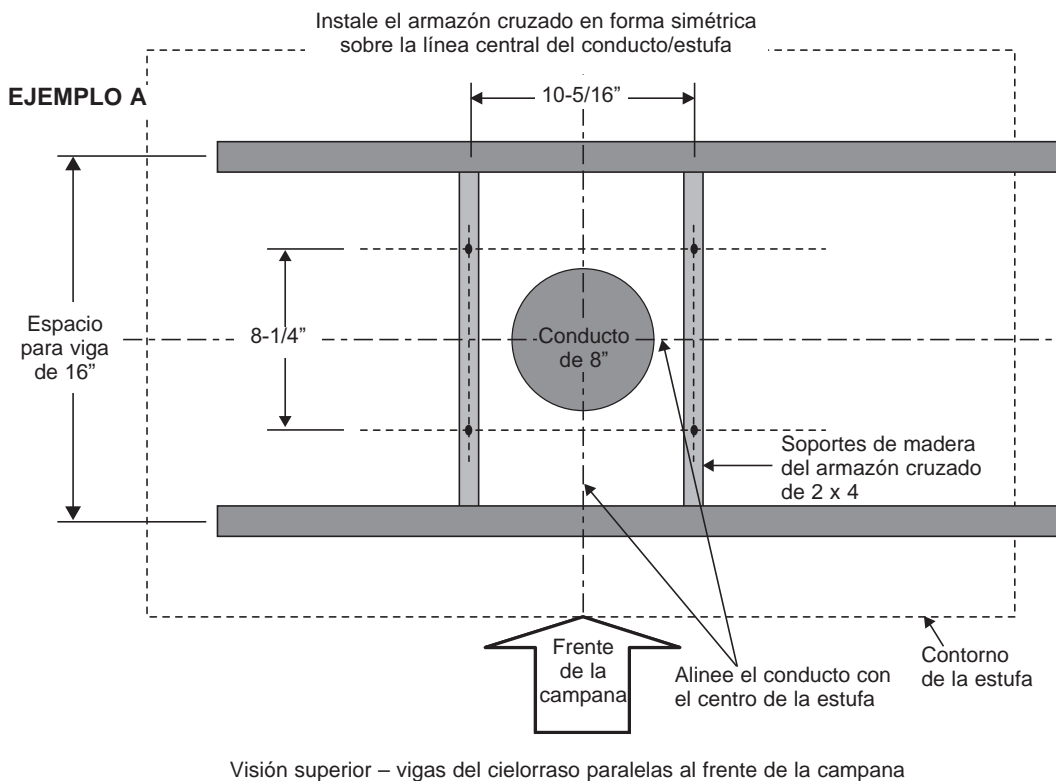 Instale el armazón cruzado en forma simétrica
sobre la línea central del conducto/estufa
EJEMPLO A
10-5/16”
Espacio
para viga
de 16”
8-1/4”
Conducto
de 8”
Soportes de madera
del armazón cruzado
de 2 x 4
Frente
de la
campana
Alinee el conducto con
el centro de la estufa
Contorno
de la estufa
Visión superior – vigas del cielorraso paralelas al frente de la campana